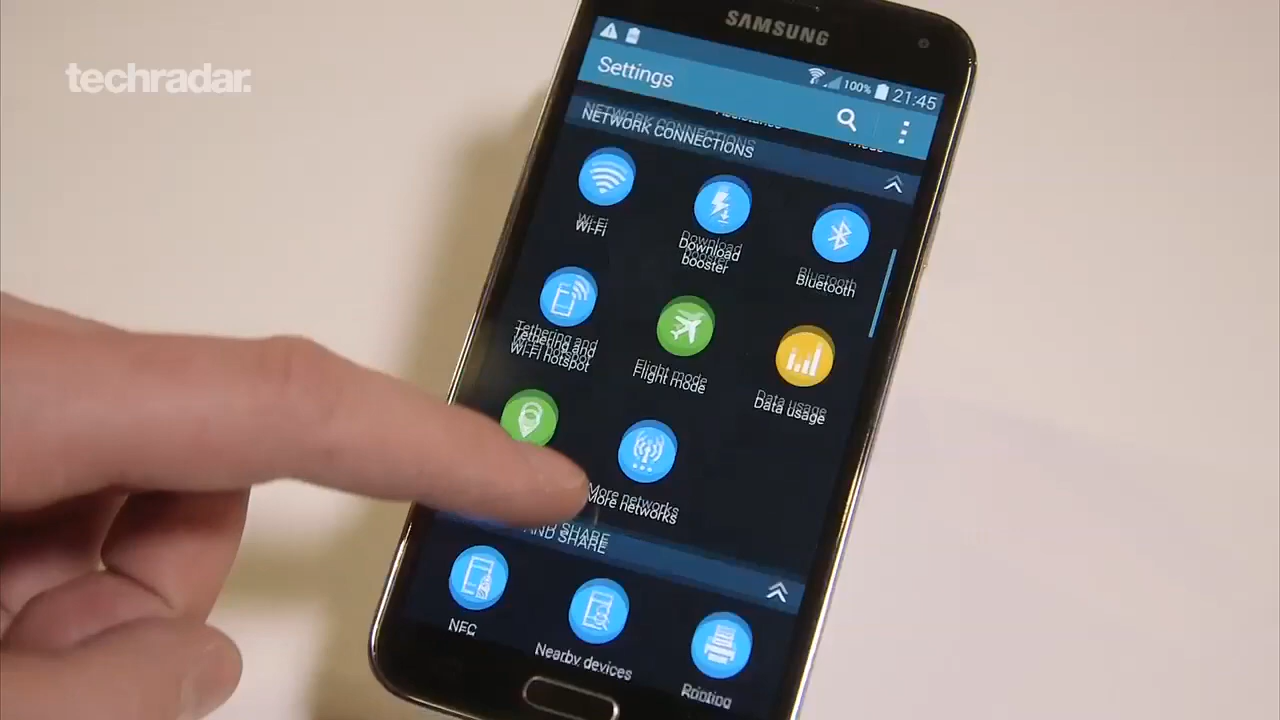 techradar.
SAMSUNG
100% 21:45
Settings
NETWORK CONNECTIONS
Wi-Fi
Download
booster
Bluetooth
Tethering and
Wi-Fi hotspot
Flight mode
Data usage
More networks
AND SHARE
NFC
Nearby devices
Printing